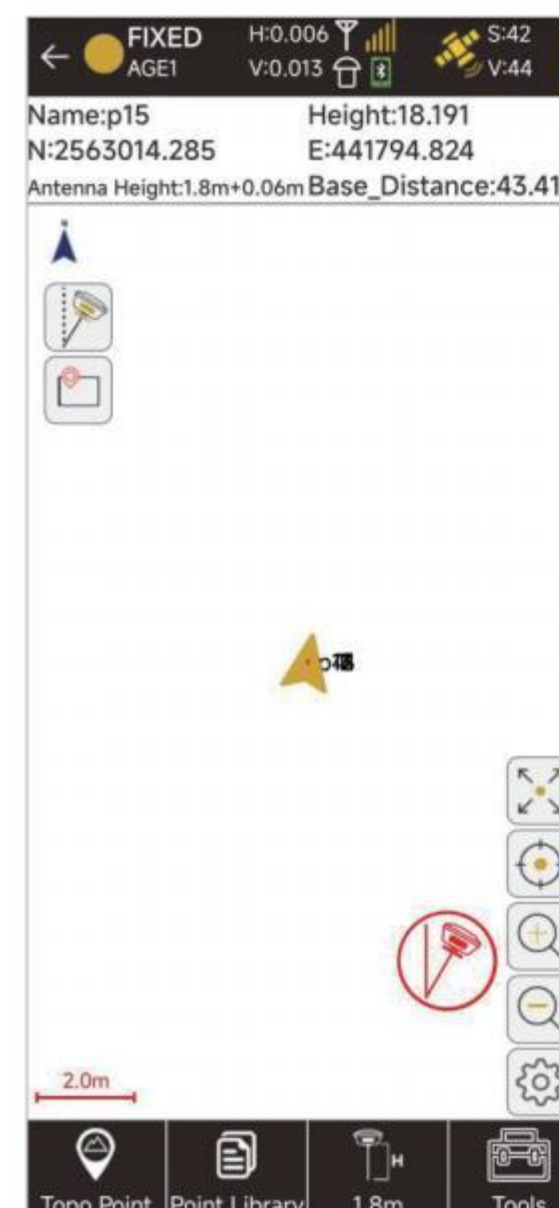 FIXED
AGE1
H:0.006
V:0.013
S:42
V:44
Name:p15
Height:18.191
N:2563014.285
E:441794.824
Antenna Height:1.8m+0.06m
Base_Distance:43.41
2.0m
H
Topo Point
Point Library
1.8m
Tools